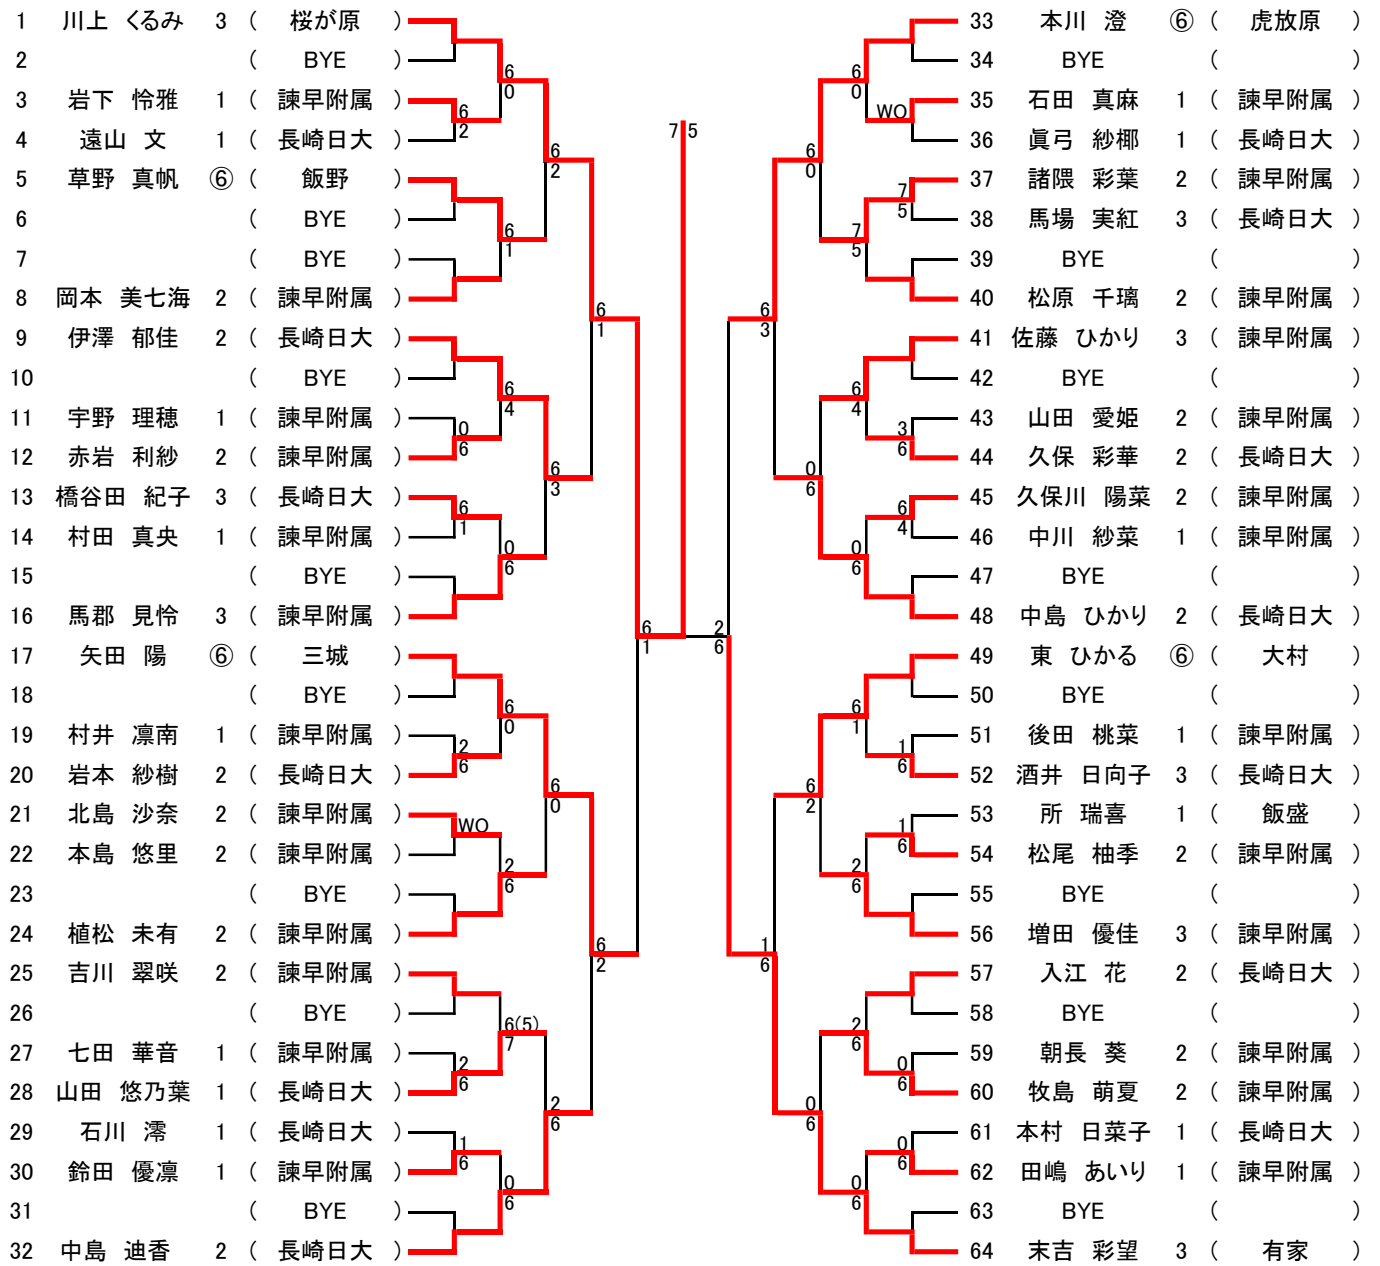 1 川上 くるみ 3 ( 桜が原 )
2 ( BYE )
3 岩下 怜雅 1 ( 諫早附属 )
4 遠山 文 1 ( 長崎日大 )
5 草野 真帆 ⑥ ( 飯野 )
6 ( BYE )
7 ( BYE )
8 岡本 美七海 2 ( 諫早附属 )
9 伊澤 郁佳 2 ( 長崎日大 )
10 ( BYE )
11 宇野 理穂 1 ( 諫早附属 )
12 赤岩 利紗 2 ( 諫早附属 )
13 橋谷田 紀子 3 ( 長崎日大 )
14 村田 真央 1 ( 諫早附属 )
15 ( BYE )
16 馬郡 見怜 3 ( 諫早附属 )
17 矢田 陽 ⑥ ( 三城 )
18 ( BYE )
19 村井 凛南 1 ( 諫早附属 )
20 岩本 紗樹 2 ( 長崎日大 )
21 北島 沙奈 2 ( 諫早附属 )
22 本島 悠里 2 ( 諫早附属 )
23 ( BYE )
24 植松 未有 2 ( 諫早附属 )
25 吉川 翠咲 2 ( 諫早附属 )
26 ( BYE )
27 七田 華音 1 ( 諫早附属 )
28 山田 悠乃葉 1 ( 長崎日大 )
29 石川 澪 1 ( 長崎日大 )
30 鈴田 優凛 1 ( 諫早附属 )
31 ( BYE )
32 中島 迪香 2 ( 長崎日大 )
6 2
0 6
6 1
2 6
WO
2 6
1 6
6 0
6 1
6 4
0 6
6 0
2 6
6(5) 7
0 6
6 2
6 3
6 0
2 6
6 1
6 2
6 1
7 5
2 6
6 3
1 6
6 0
0 6
6 2
0 6
6 0
7 5
6 4
0 6
6 1
2 6
2 6
0 6
WO
7 5
3 6
6 4
1 6
1 6
0 6
0 6
33 本川 澄 ⑥ ( 虎放原 )
34 BYE ( )
35 石田 真麻 1 ( 諫早附属 )
36 眞弓 紗椰 1 ( 長崎日大 )
37 諸隈 彩葉 2 ( 諫早附属 )
38 馬場 実紅 3 ( 長崎日大 )
39 BYE ( )
40 松原 千璃 2 ( 諫早附属 )
41 佐藤 ひかり 3 ( 諫早附属 )
42 BYE ( )
43 山田 愛姫 2 ( 諫早附属 )
44 久保 彩華 2 ( 長崎日大 )
45 久保川 陽菜 2 ( 諫早附属 )
46 中川 紗菜 1 ( 諫早附属 )
47 BYE ( )
48 中島 ひかり 2 ( 長崎日大 )
49 東 ひかる ⑥ ( 大村 )
50 BYE ( )
51 後田 桃菜 1 ( 諫早附属 )
52 酒井 日向子 3 ( 長崎日大 )
53 所 瑞喜 1 ( 飯盛 )
54 松尾 柚季 2 ( 諫早附属 )
55 BYE ( )
56 増田 優佳 3 ( 諫早附属 )
57 入江 花 2 ( 長崎日大 )
58 BYE ( )
59 朝長 葵 2 ( 諫早附属 )
60 牧島 萌夏 2 ( 諫早附属 )
61 本村 日菜子 1 ( 長崎日大 )
62 田嶋 あいり 1 ( 諫早附属 )
63 BYE ( )
64 末吉 彩望 3 ( 有家 )